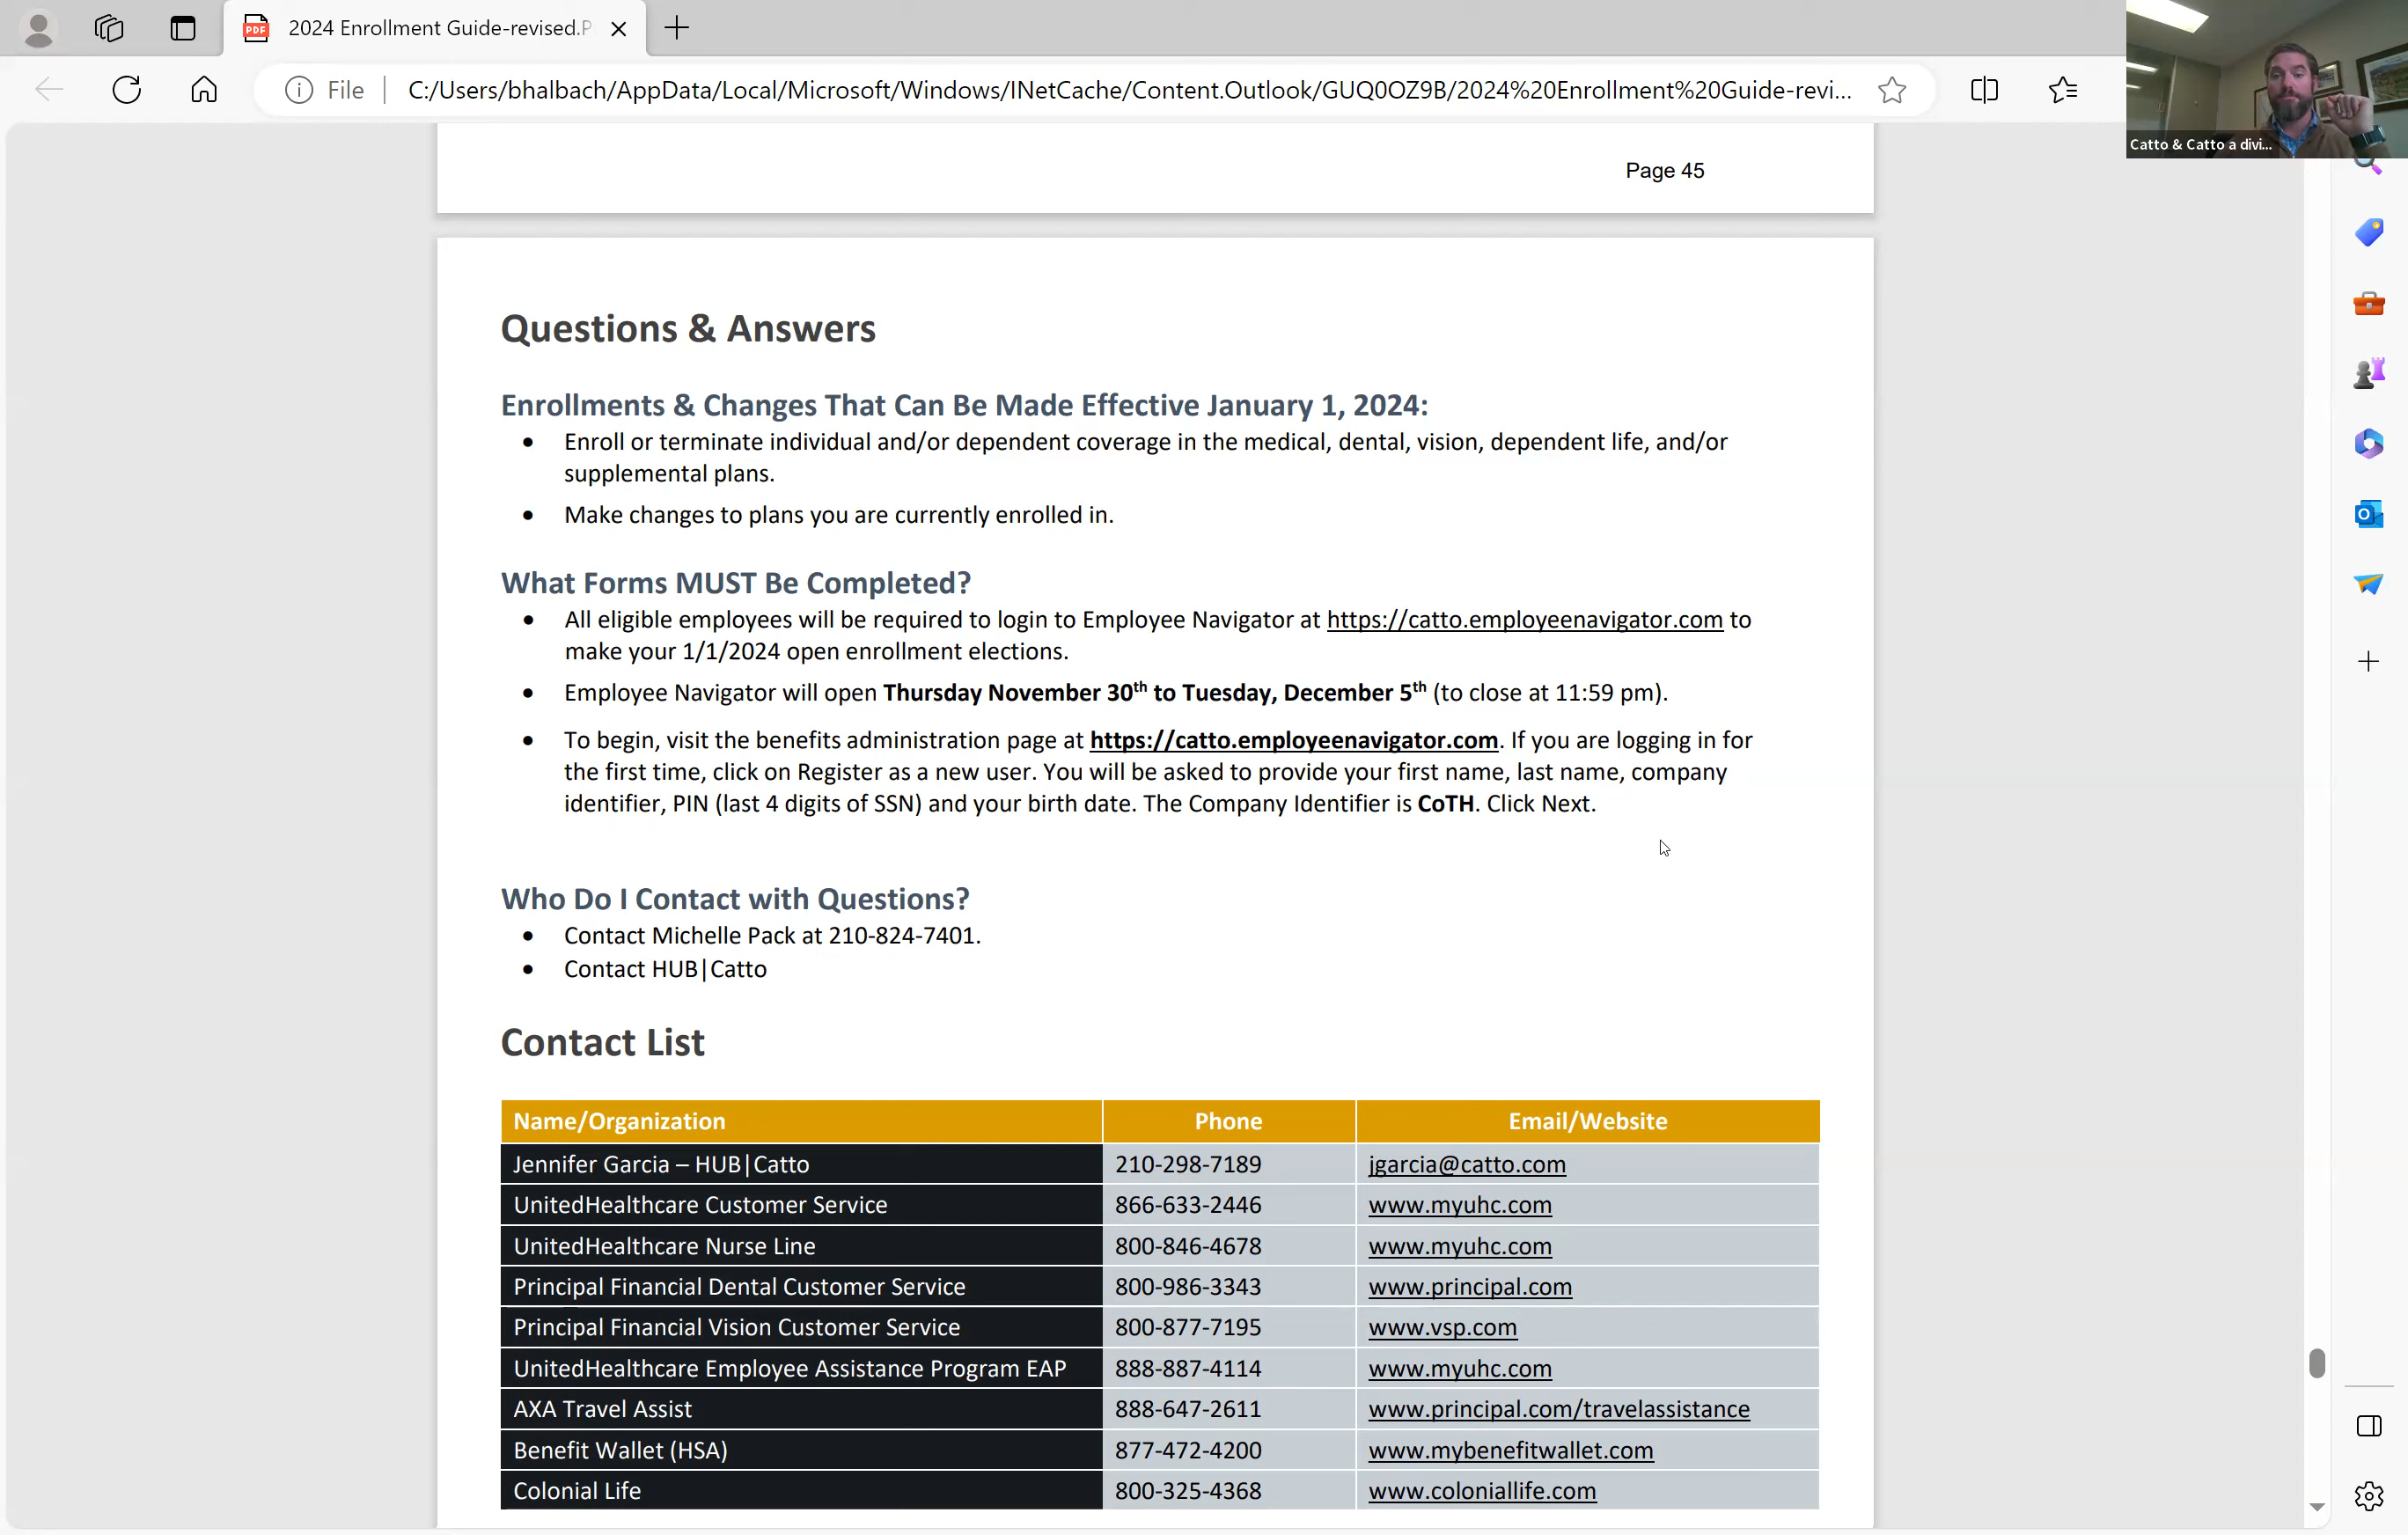 2024 Enrollment Guide-revised.P
File
C:/Users/bhalbach/AppData/Local/Microsoft/Windows/INetCache/Content.Outlook/GUQ0OZ9B/2024%20Enrollment%20Guide-revi...
Catto & Catto a divi...
Page 45
Questions & Answers
Enrollments & Changes That Can Be Made Effective January 1, 2024:
• Enroll or terminate individual and/or dependent coverage in the medical, dental, vision, dependent life, and/or
supplemental plans.
• Make changes to plans you are currently enrolled in.
What Forms MUST Be Completed?
• All eligible employees will be required to login to Employee Navigator at https://catto.employeenavigator.com to
make your 1/1/2024 open enrollment elections.
• Employee Navigator will open Thursday November 30th to Tuesday, December 5th (to close at 11:59 pm).
• To begin, visit the benefits administration page at https://catto.employeenavigator.com. If you are logging in for
the first time, click on Register as a new user. You will be asked to provide your first name, last name, company
identifier, PIN (last 4 digits of SSN) and your birth date. The Company Identifier is CoTH. Click Next.
Who Do I Contact with Questions?
• Contact Michelle Pack at 210-824-7401.
• Contact HUB|Catto
Contact List
Name/Organization Phone Email/Website
Jennifer Garcia – HUB|Catto 210-298-7189 jgarcia@catto.com
UnitedHealthcare Customer Service 866-633-2446 www.myuhc.com
UnitedHealthcare Nurse Line 800-846-4678 www.myuhc.com
Principal Financial Dental Customer Service 800-986-3343 www.principal.com
Principal Financial Vision Customer Service 800-877-7195 www.vsp.com
UnitedHealthcare Employee Assistance Program EAP 888-887-4114 www.myuhc.com
AXA Travel Assist 888-647-2611 www.principal.com/travelassistance
Benefit Wallet (HSA) 877-472-4200 www.mybenefitwallet.com
Colonial Life 800-325-4368 www.coloniallife.com